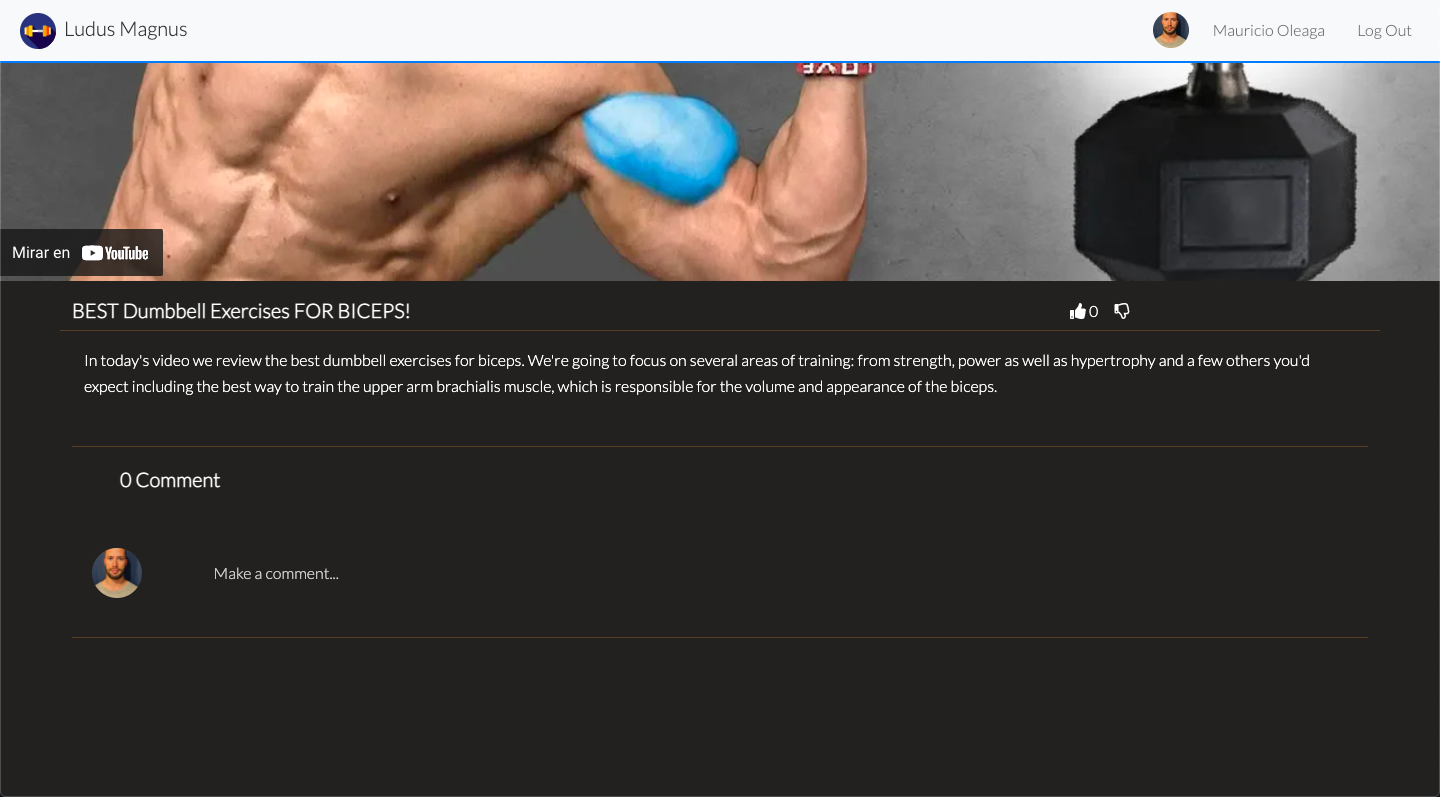 Ludus Magnus
Mauricio Oleaga
Log Out
LOVE
Mirar en YouTube
BEST Dumbbell Exercises FOR BICEPS!
0
In today's video we review the best dumbbell exercises for biceps. We're going to focus on several areas of training: from strength, power as well as hypertrophy and a few others you'd
expect including the best way to train the upper arm brachialis muscle, which is responsible for the volume and appearance of the biceps.
0 Comment
Make a comment...